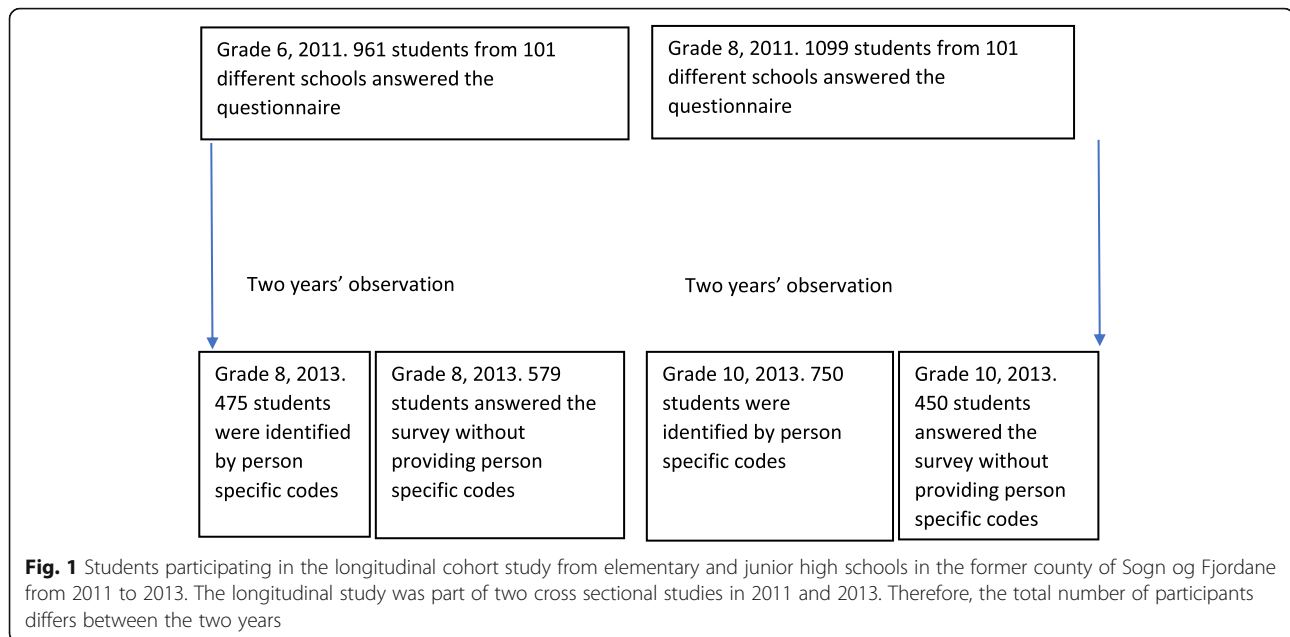 Grade 6, 2011. 961 students from 101
different schools answered the
questionnaire
Grade 8, 2011. 1099 students from 101
different schools answered the
questionnaire
Two years’ observation
Two years’ observation
Grade 8, 2013.
475 students
were identified
by person
specific codes
Grade 8, 2013. 579
students answered the
survey without
providing person
specific codes
Grade 10, 2013. 750
students were
identified by person
specific codes
Grade 10, 2013.
450 students
answered the
survey without
providing person
specific codes
Fig. 1 Students participating in the longitudinal cohort study from elementary and junior high schools in the former county of Sogn og Fjordane
from 2011 to 2013. The longitudinal study was part of two cross sectional studies in 2011 and 2013. Therefore, the total number of participants
differs between the two years